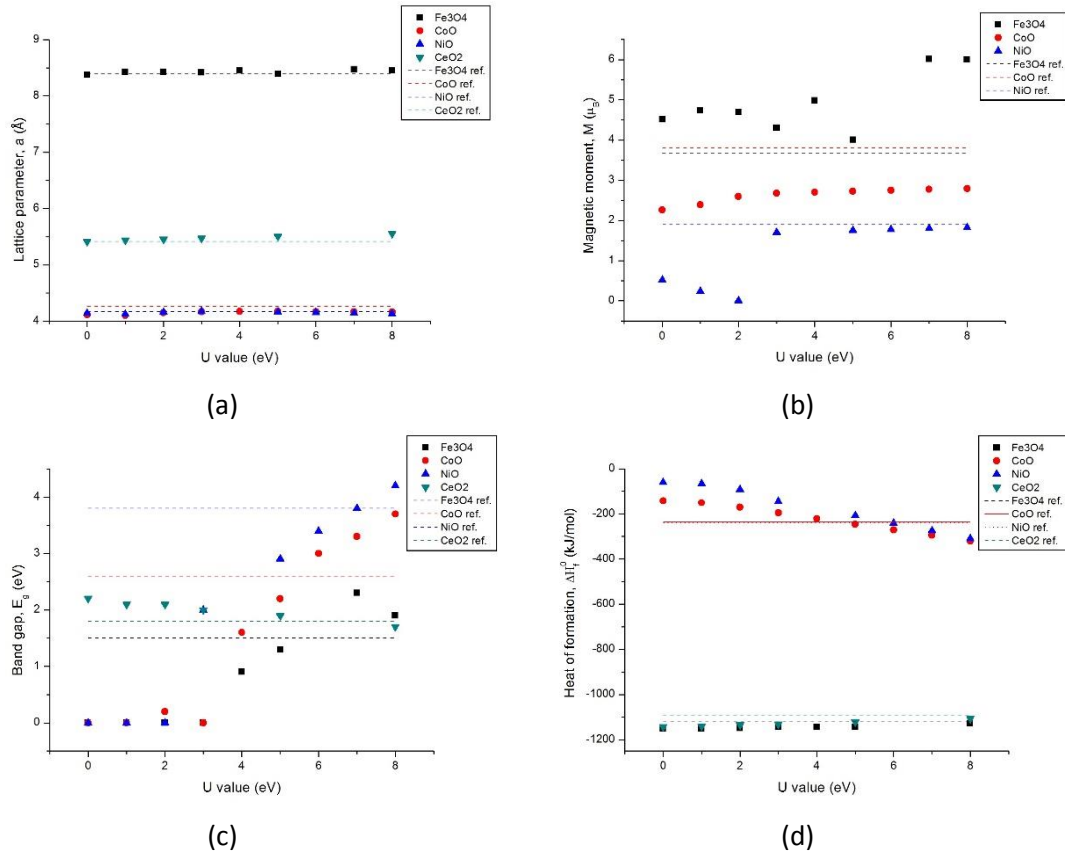 Fe3O4
CoO
NiO
CeO2
Fe3O4 ref.
CoO ref.
NiO ref.
CeO2 ref.
Lattice parameter, a (Å)
9
8
7
6
5
4
0 2 4 6 8
U value (eV)
(a)
Fe3O4
CoO
NiO
Fe3O4 ref.
CoO ref.
NiO ref.
Magnetic moment, M (μB)
6
5
4
3
2
1
0
0 2 4 6 8
U value (eV)
(b)
Fe3O4
CoO
NiO
CeO2
Fe3O4 ref.
CoO ref.
NiO ref.
CeO2 ref.
Band gap, Eg (eV)
4
3
2
1
0
0 2 4 6 8
U value (eV)
(c)
Fe3O4
CoO
NiO
CeO2
Fe3O4 ref.
CoO ref.
NiO ref.
CeO2 ref.
Heat of formation, ΔHf0 (kJ/mol)
0
-200
-400
-600
-800
-1000
-1200
0 2 4 6 8
U value (eV)
(d)